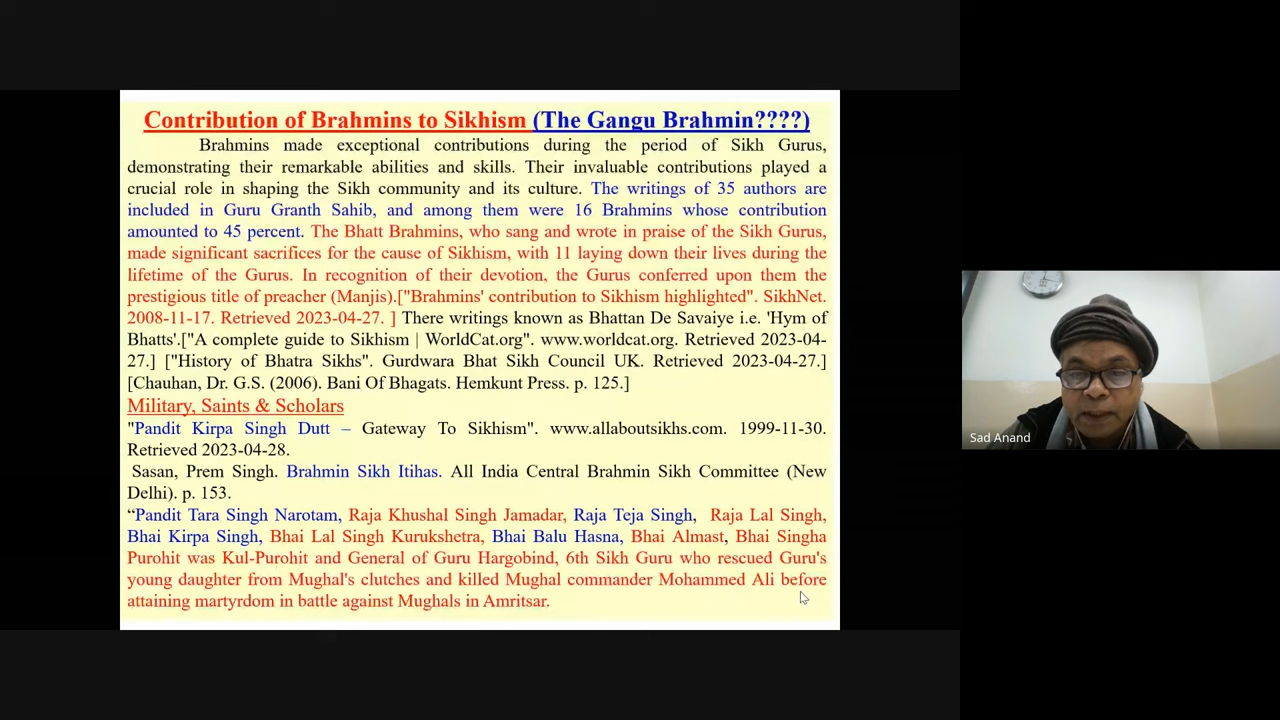 Contribution of Brahmins to Sikhism (The Gangu Brahmin????)
Brahmins made exceptional contributions during the period of Sikh Gurus,
demonstrating their remarkable abilities and skills. Their invaluable contributions played a
crucial role in shaping the Sikh community and its culture. The writings of 35 authors are
included in Guru Granth Sahib, and among them were 16 Brahmins whose contribution
amounted to 45 percent. The Bhatt Brahmins, who sang and wrote in praise of the Sikh Gurus,
made significant sacrifices for the cause of Sikhism, with 11 laying down their lives during the
lifetime of the Gurus. In recognition of their devotion, the Gurus conferred upon them the
prestigious title of preacher (Manjis).["Brahmins' contribution to Sikhism highlighted". SikhNet.
2008-11-17. Retrieved 2023-04-27. ] There writings known as Bhattan De Savaiye i.e. 'Hym of
Bhatts'.["A complete guide to Sikhism | WorldCat.org". www.worldcat.org. Retrieved 2023-04-
27.] ["History of Bhatra Sikhs". Gurdwara Bhat Sikh Council UK. Retrieved 2023-04-27.]
[Chauhan, Dr. G.S. (2006). Bani Of Bhagats. Hemkunt Press. p. 125.]
Military, Saints & Scholars
"Pandit Kirpa Singh Dutt – Gateway To Sikhism". www.allaboutsikhs.com. 1999-11-30.
Retrieved 2023-04-28.
Sasan, Prem Singh. Brahmin Sikh Itihas. All India Central Brahmin Sikh Committee (New
Delhi). p. 153.
“Pandit Tara Singh Narotam, Raja Khushal Singh Jamadar, Raja Teja Singh, Raja Lal Singh,
Bhai Kirpa Singh, Bhai Lal Singh Kurukshetra, Bhai Balu Hasna, Bhai Almast, Bhai Singha
Purohit was Kul-Purohit and General of Guru Hargobind, 6th Sikh Guru who rescued Guru's
young daughter from Mughal's clutches and killed Mughal commander Mohammed Ali before
attaining martyrdom in battle against Mughals in Amritsar.
Sad Anand